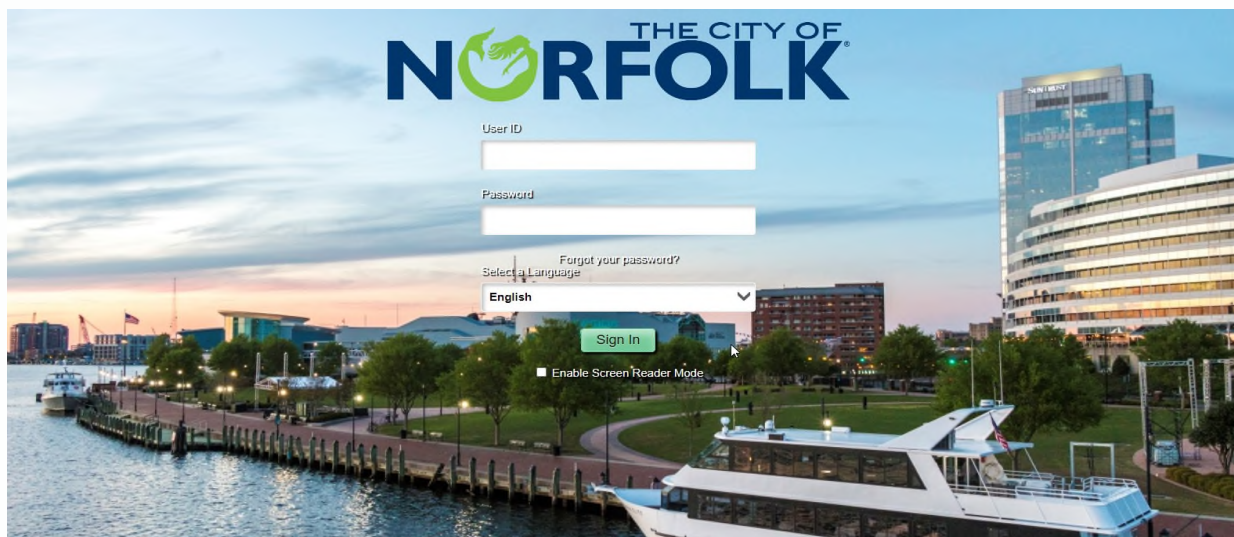 THE CITY OF
NORFOLK®
SUNTRUST
User ID
Password
Forgot your password?
Select a Language
English
Sign In
Enable Screen Reader Mode